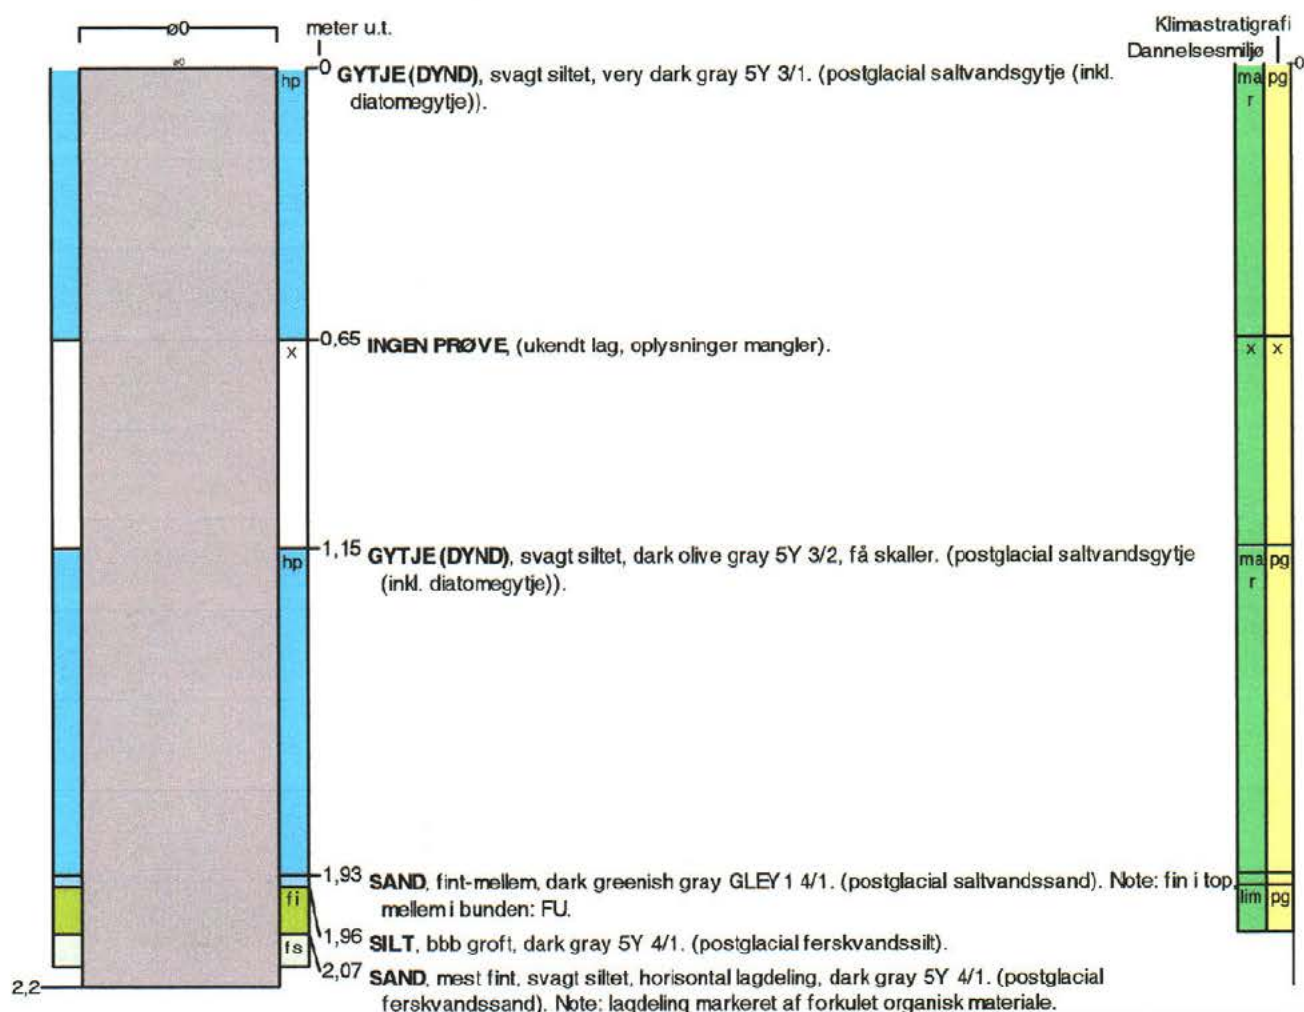 ø0 meter u.t.
Klimastratigrafi
Dannelsesmiljø
ø0
0 GYTJE (DYND), svagt siltet, very dark gray 5Y 3/1. (postglacial saltvandsgytje (inkl.
diatomegytje)).
hp
ma pg
r
0
0,65 INGEN PRØVE, (ukendt lag, oplysninger mangler).
x
x x
1,15 GYTJE (DYND), svagt siltet, dark olive gray 5Y 3/2, få skaller. (postglacial saltvandsgytje
(inkl. diatomegytje)).
hp
ma pg
r
1,93 SAND, fint-mellem, dark greenish gray GLEY 1 4/1. (postglacial saltvandssand). Note: fin i top,
mellem i bunden: FU.
fi
lim pg
1,96 SILT, bbb groft, dark gray 5Y 4/1. (postglacial ferskvandssilt).
fs
2,07 SAND, mest fint, svagt siltet, horisontal lagdeling, dark gray 5Y 4/1. (postglacial
ferskvandssand). Note: lagdeling markeret af forkulet organisk materiale.
2,2